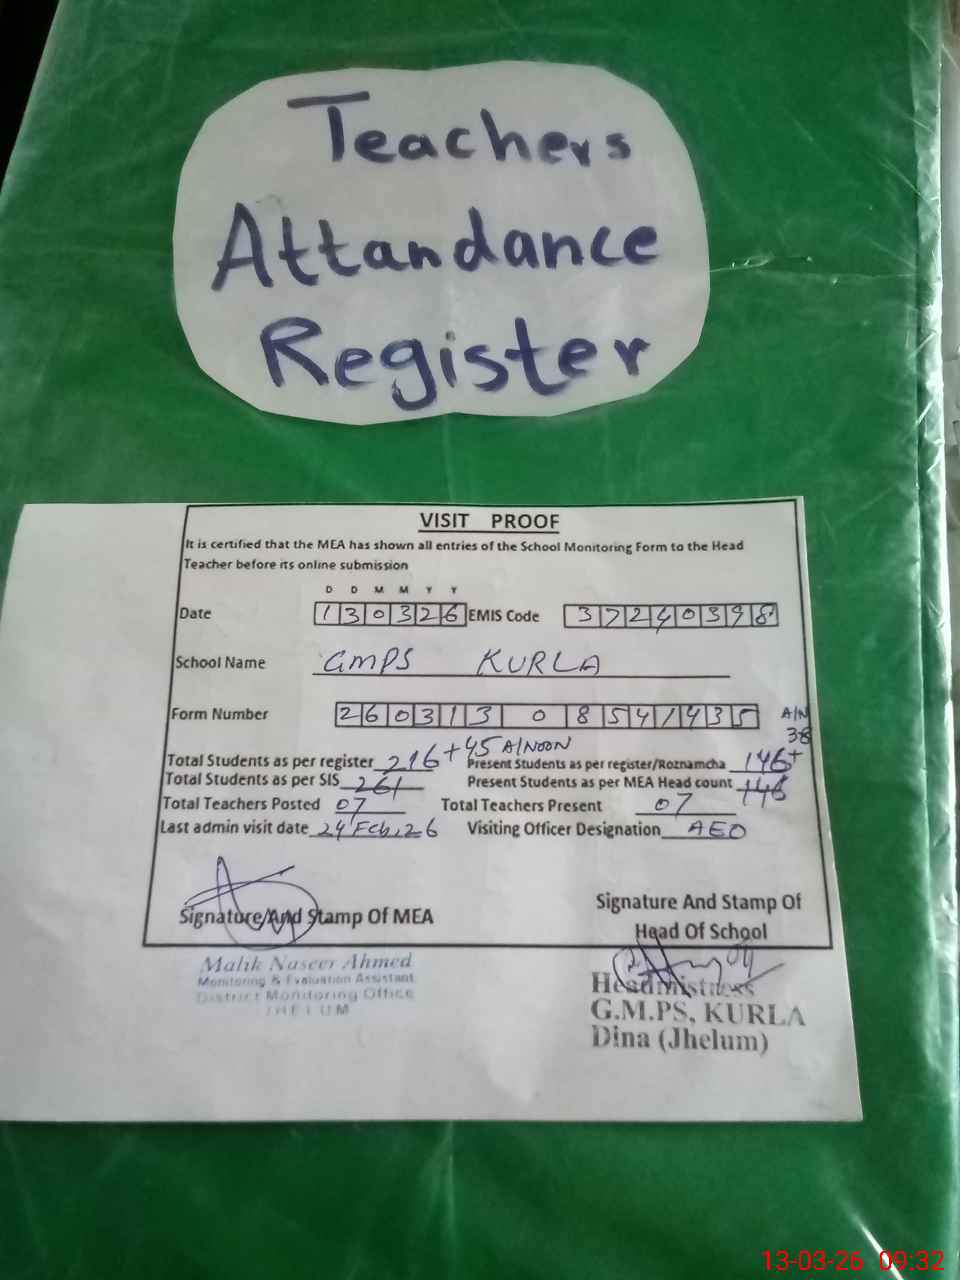 Teachers
Attandance
Register
VISIT PROOF
It is certified that the MEA has shown all entries of the School Monitoring Form to the Head
Teacher before its online submission
D D M M Y Y
Date 130326 EMIS Code 37240398
School Name GMPS KURLA
Form Number 260313 0 8541435
A/N
38
Total Students as per register 216 + 45 A/NOON Present Students as per register/Roznamcha 146+
Total Students as per SIS 261 Present Students as per MEA Head count 146
Total Teachers Posted 07 Total Teachers Present 07
Last admin visit date 24 Feb, 26 Visiting Officer Designation AEO
Signature And Stamp Of MEA
Signature And Stamp Of
Head Of School
Malik Naseer Ahmed
Monitoring & Evaluation Assistant
District Monitoring Office
JHELUM
Headmistress
G.M.PS, KURLA
Dina (Jhelum)
13-03-26 09:32